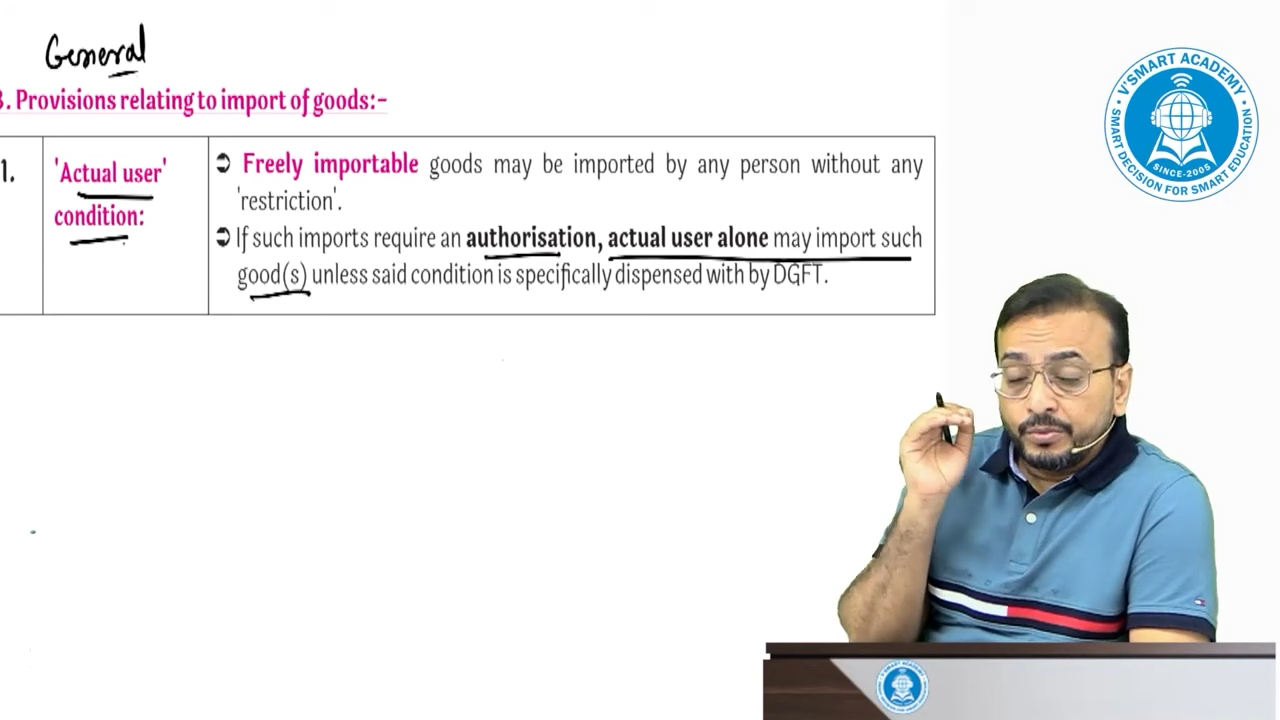 General
3. Provisions relating to import of goods:-
1.
'Actual user'
condition:
➲ Freely importable goods may be imported by any person without any
'restriction'.
➲ If such imports require an authorisation, actual user alone may import such
good(s) unless said condition is specifically dispensed with by DGFT.
V'SMART ACADEMY
SINCE-2005
SMART DECISION FOR SMART EDUCATION
V'SMART ACADEMY